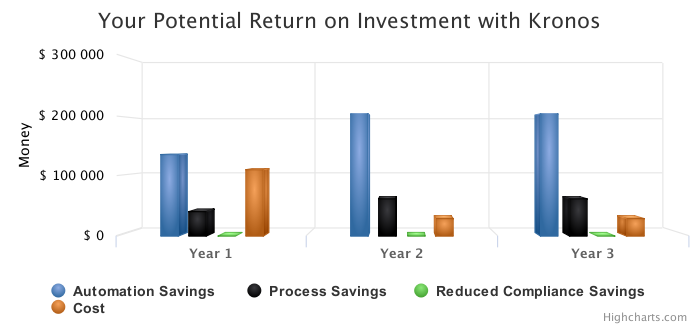 Your Potential Return on Investment with Kronos
$ 300 000
$ 200 000
$ 100 000
$ 0
Money
Year 1
Year 2
Year 3
Automation Savings
Process Savings
Reduced Compliance Savings
Cost
Highcharts.com